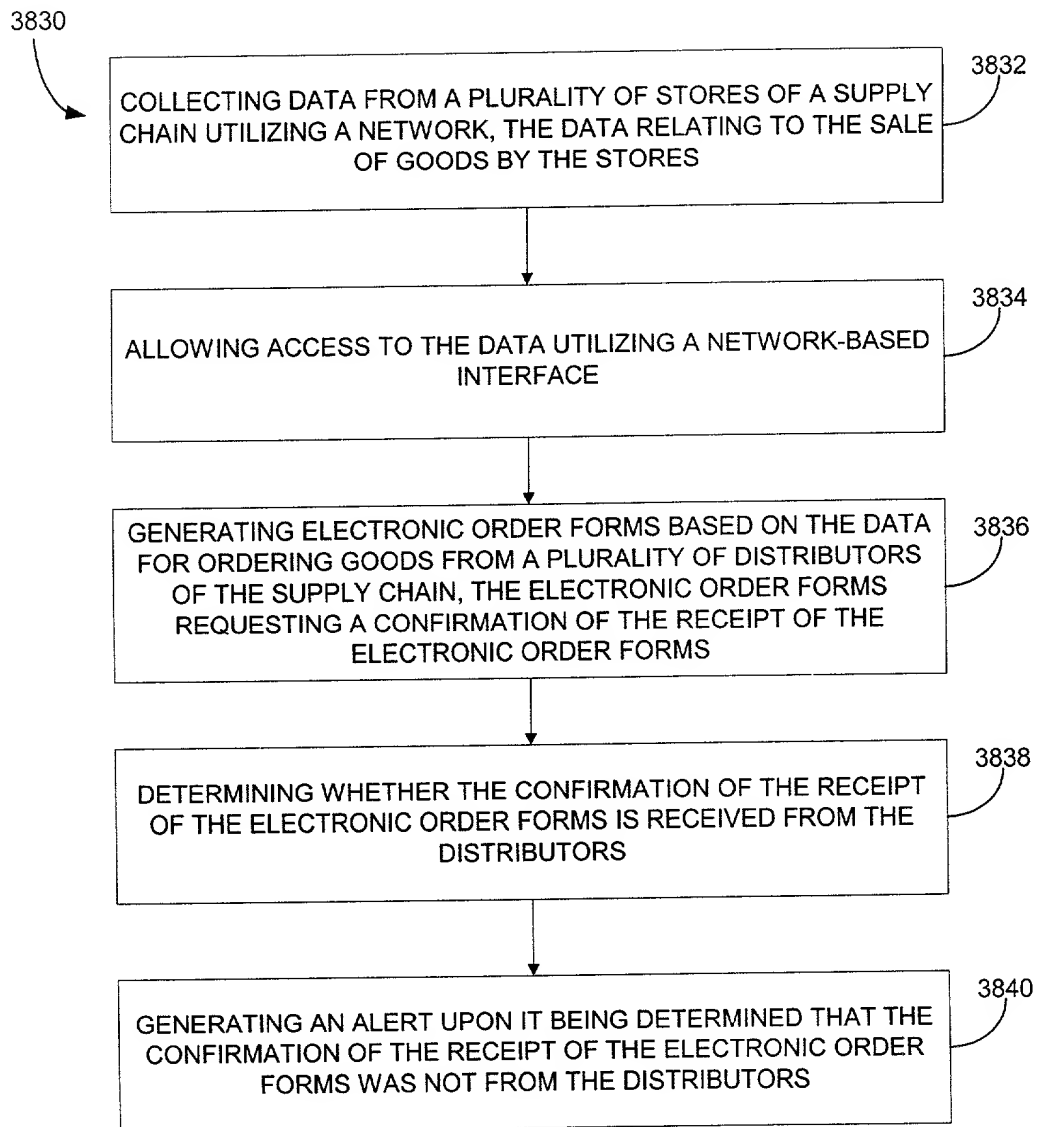 3830
3832
COLLECTING DATA FROM A PLURALITY OF STORES OF A SUPPLY
CHAIN UTILIZING A NETWORK, THE DATA RELATING TO THE SALE
OF GOODS BY THE STORES
3834
ALLOWING ACCESS TO THE DATA UTILIZING A NETWORK-BASED
INTERFACE
3836
GENERATING ELECTRONIC ORDER FORMS BASED ON THE DATA
FOR ORDERING GOODS FROM A PLURALITY OF DISTRIBUTORS
OF THE SUPPLY CHAIN, THE ELECTRONIC ORDER FORMS
REQUESTING A CONFIRMATION OF THE RECEIPT OF THE
ELECTRONIC ORDER FORMS
3838
DETERMINING WHETHER THE CONFIRMATION OF THE RECEIPT
OF THE ELECTRONIC ORDER FORMS IS RECEIVED FROM THE
DISTRIBUTORS
3840
GENERATING AN ALERT UPON IT BEING DETERMINED THAT THE
CONFIRMATION OF THE RECEIPT OF THE ELECTRONIC ORDER
FORMS WAS NOT FROM THE DISTRIBUTORS